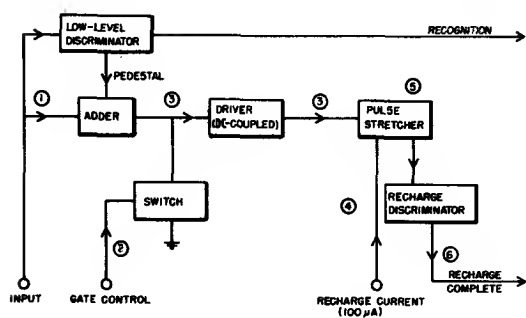 LOW-LEVEL
DISCRIMINATOR
RECOGNITION
PEDESTAL
①
ADDER
③
DRIVER
(DC-COUPLED)
③
⑤
PULSE
STRETCHER
SWITCH
②
④
RECHARGE
DISCRIMINATOR
⑥
RECHARGE
COMPLETE
INPUT
GATE CONTROL
RECHARGE CURRENT
(100 μA)